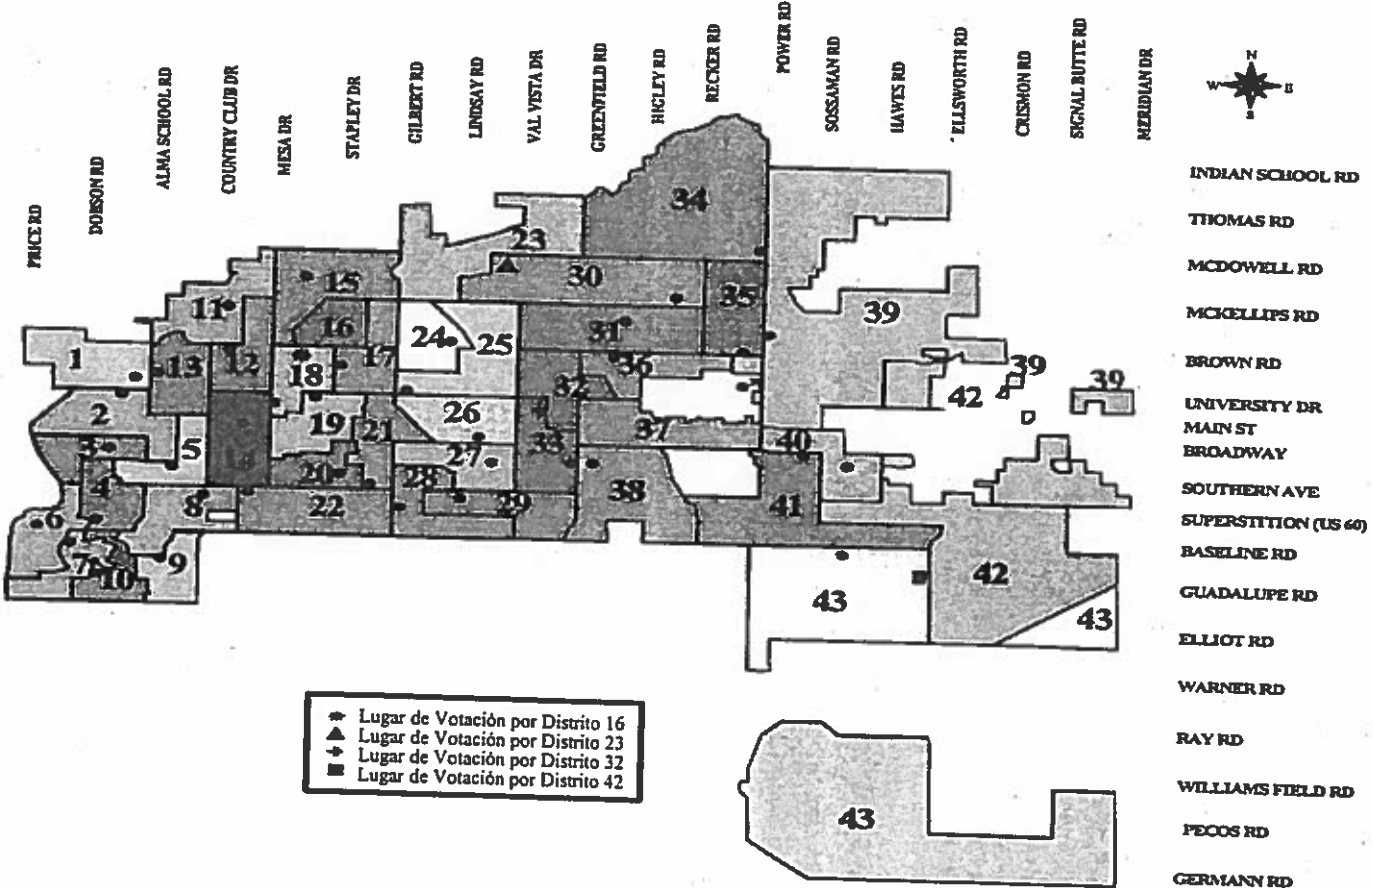 PRICE RD
DOBSON RD
ALMA SCHOOL RD
COUNTRY CLUB DR
MESA DR
STAPLEY DR
GILBERT RD
LINDSAY RD
VAL VISTA DR
GREENFIELD RD
HIGLEY RD
RECKER RD
POWER RD
SOSSAMAN RD
HAWES RD
ELLSWORTH RD
CRISMON RD
SIGNAL BUTTE RD
MERIDIAN DR
N
W
E
S
INDIAN SCHOOL RD
THOMAS RD
MCDOWELL RD
MCKELLIPS RD
BROWN RD
UNIVERSITY DR
MAIN ST
BROADWAY
SOUTHERN AVE
SUPERSTITION (US 60)
BASELINE RD
GUADALUPE RD
ELLIOT RD
WARNER RD
RAY RD
WILLIAMS FIELD RD
PECOS RD
GERMANN RD
34
23
30
15
35
11
39
16
31
24
25
1
13
12
17
36
18
39
32
42
39
2
26
19
21
37
33
40
3
5
27
20
28
4
38
8
22
29
41
6
7
9
10
42
43
43
43
Lugar de Votación por Distrito 16
Lugar de Votación por Distrito 23
Lugar de Votación por Distrito 32
Lugar de Votación por Distrito 42